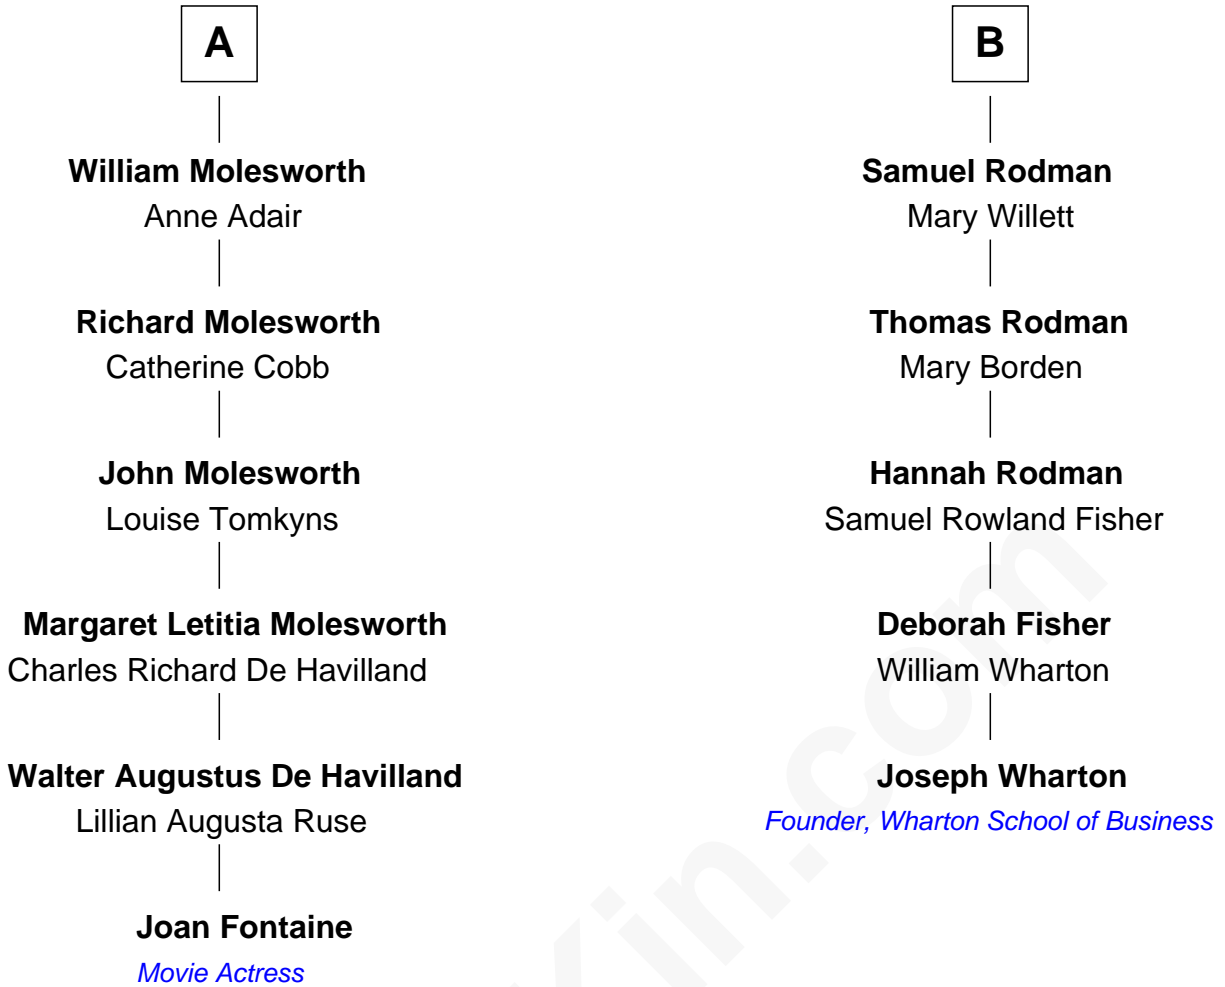 A
William Molesworth
Anne Adair
Richard Molesworth
Catherine Cobb
John Molesworth
Louise Tomkyns
Margaret Letitia Molesworth
Charles Richard De Havilland
Walter Augustus De Havilland
Lillian Augusta Ruse
Joan Fontaine
Movie Actress
B
Samuel Rodman
Mary Willett
Thomas Rodman
Mary Borden
Hannah Rodman
Samuel Rowland Fisher
Deborah Fisher
William Wharton
Joseph Wharton
Founder, Wharton School of Business
Kin.com